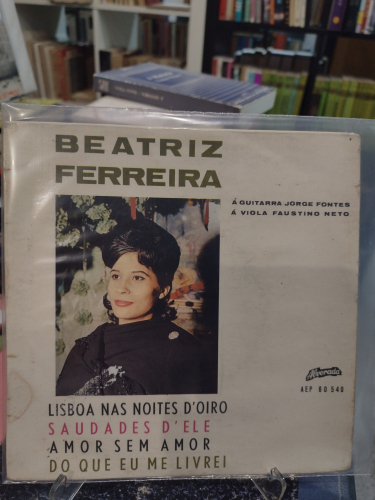 BEATRIZ
FERREIRA
Á GUITARRA JORGE FONTES
Á VIOLA FAUSTINO NETO
Alvorada
AEP 60 540
LISBOA NAS NOITES D'OIRO
SAUDADES D'ELE
AMOR SEM AMOR
DO QUE EU ME LIVREI